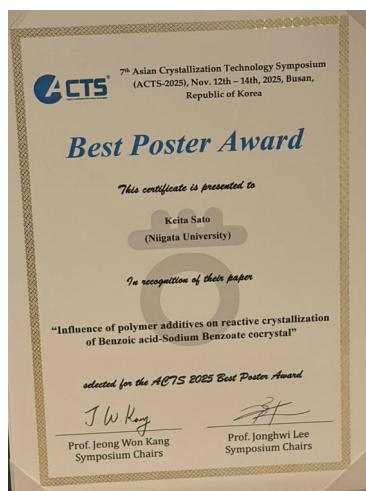 ACTS
7th Asian Crystallization Technology Symposium
(ACTS-2025), Nov. 12th – 14th, 2025, Busan,
Republic of Korea
Best Poster Award
This certificate is presented to
Keita Sato
(Niigata University)
In recognition of their paper
“Influence of polymer additives on reactive crystallization
of Benzoic acid-Sodium Benzoate cocrystal”
selected for the ACTS 2025 Best Poster Award
J W Kang
Prof. Jeong Won Kang
Symposium Chairs
Prof. Jonghwi Lee
Symposium Chairs